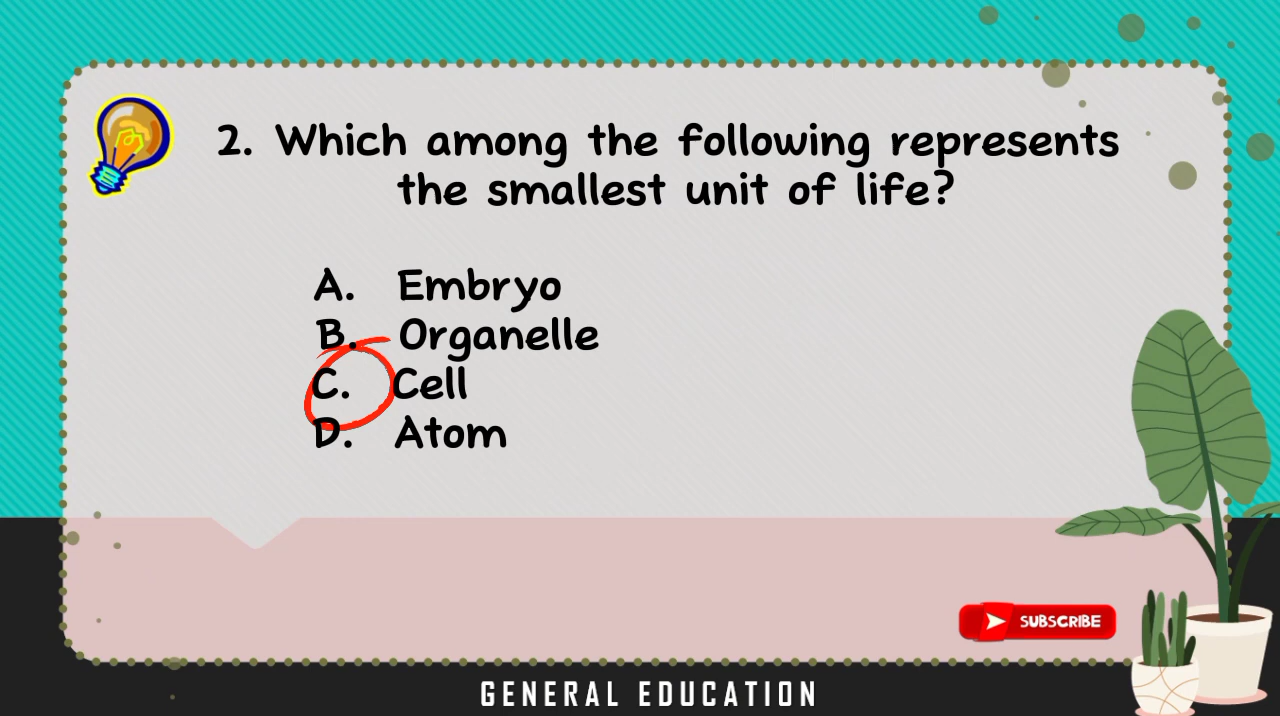 2. Which among the following represents
the smallest unit of life?
A. Embryo
B. Organelle
C. Cell
D. Atom
SUBSCRIBE
GENERAL EDUCATION